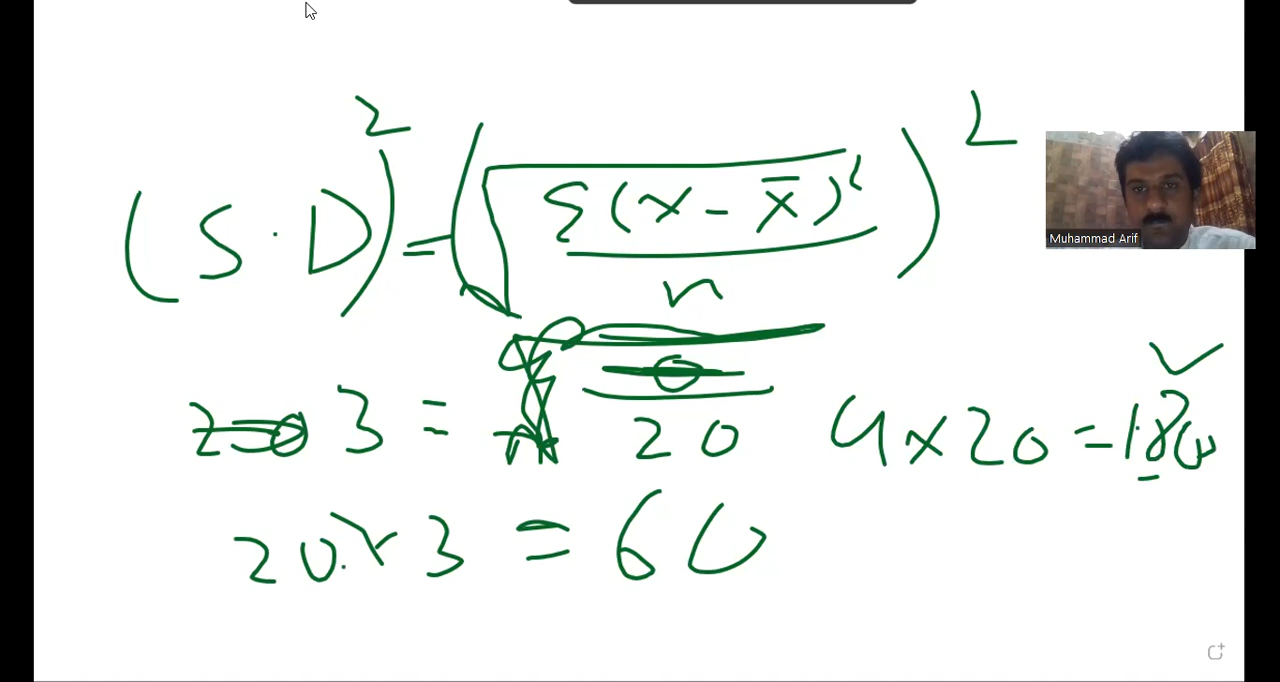 (S.D)² = (√Σ(x - x̄)² / n)²
Muhammad Arif
3 = 20
4 x 20 = 180
20 x 3 = 60